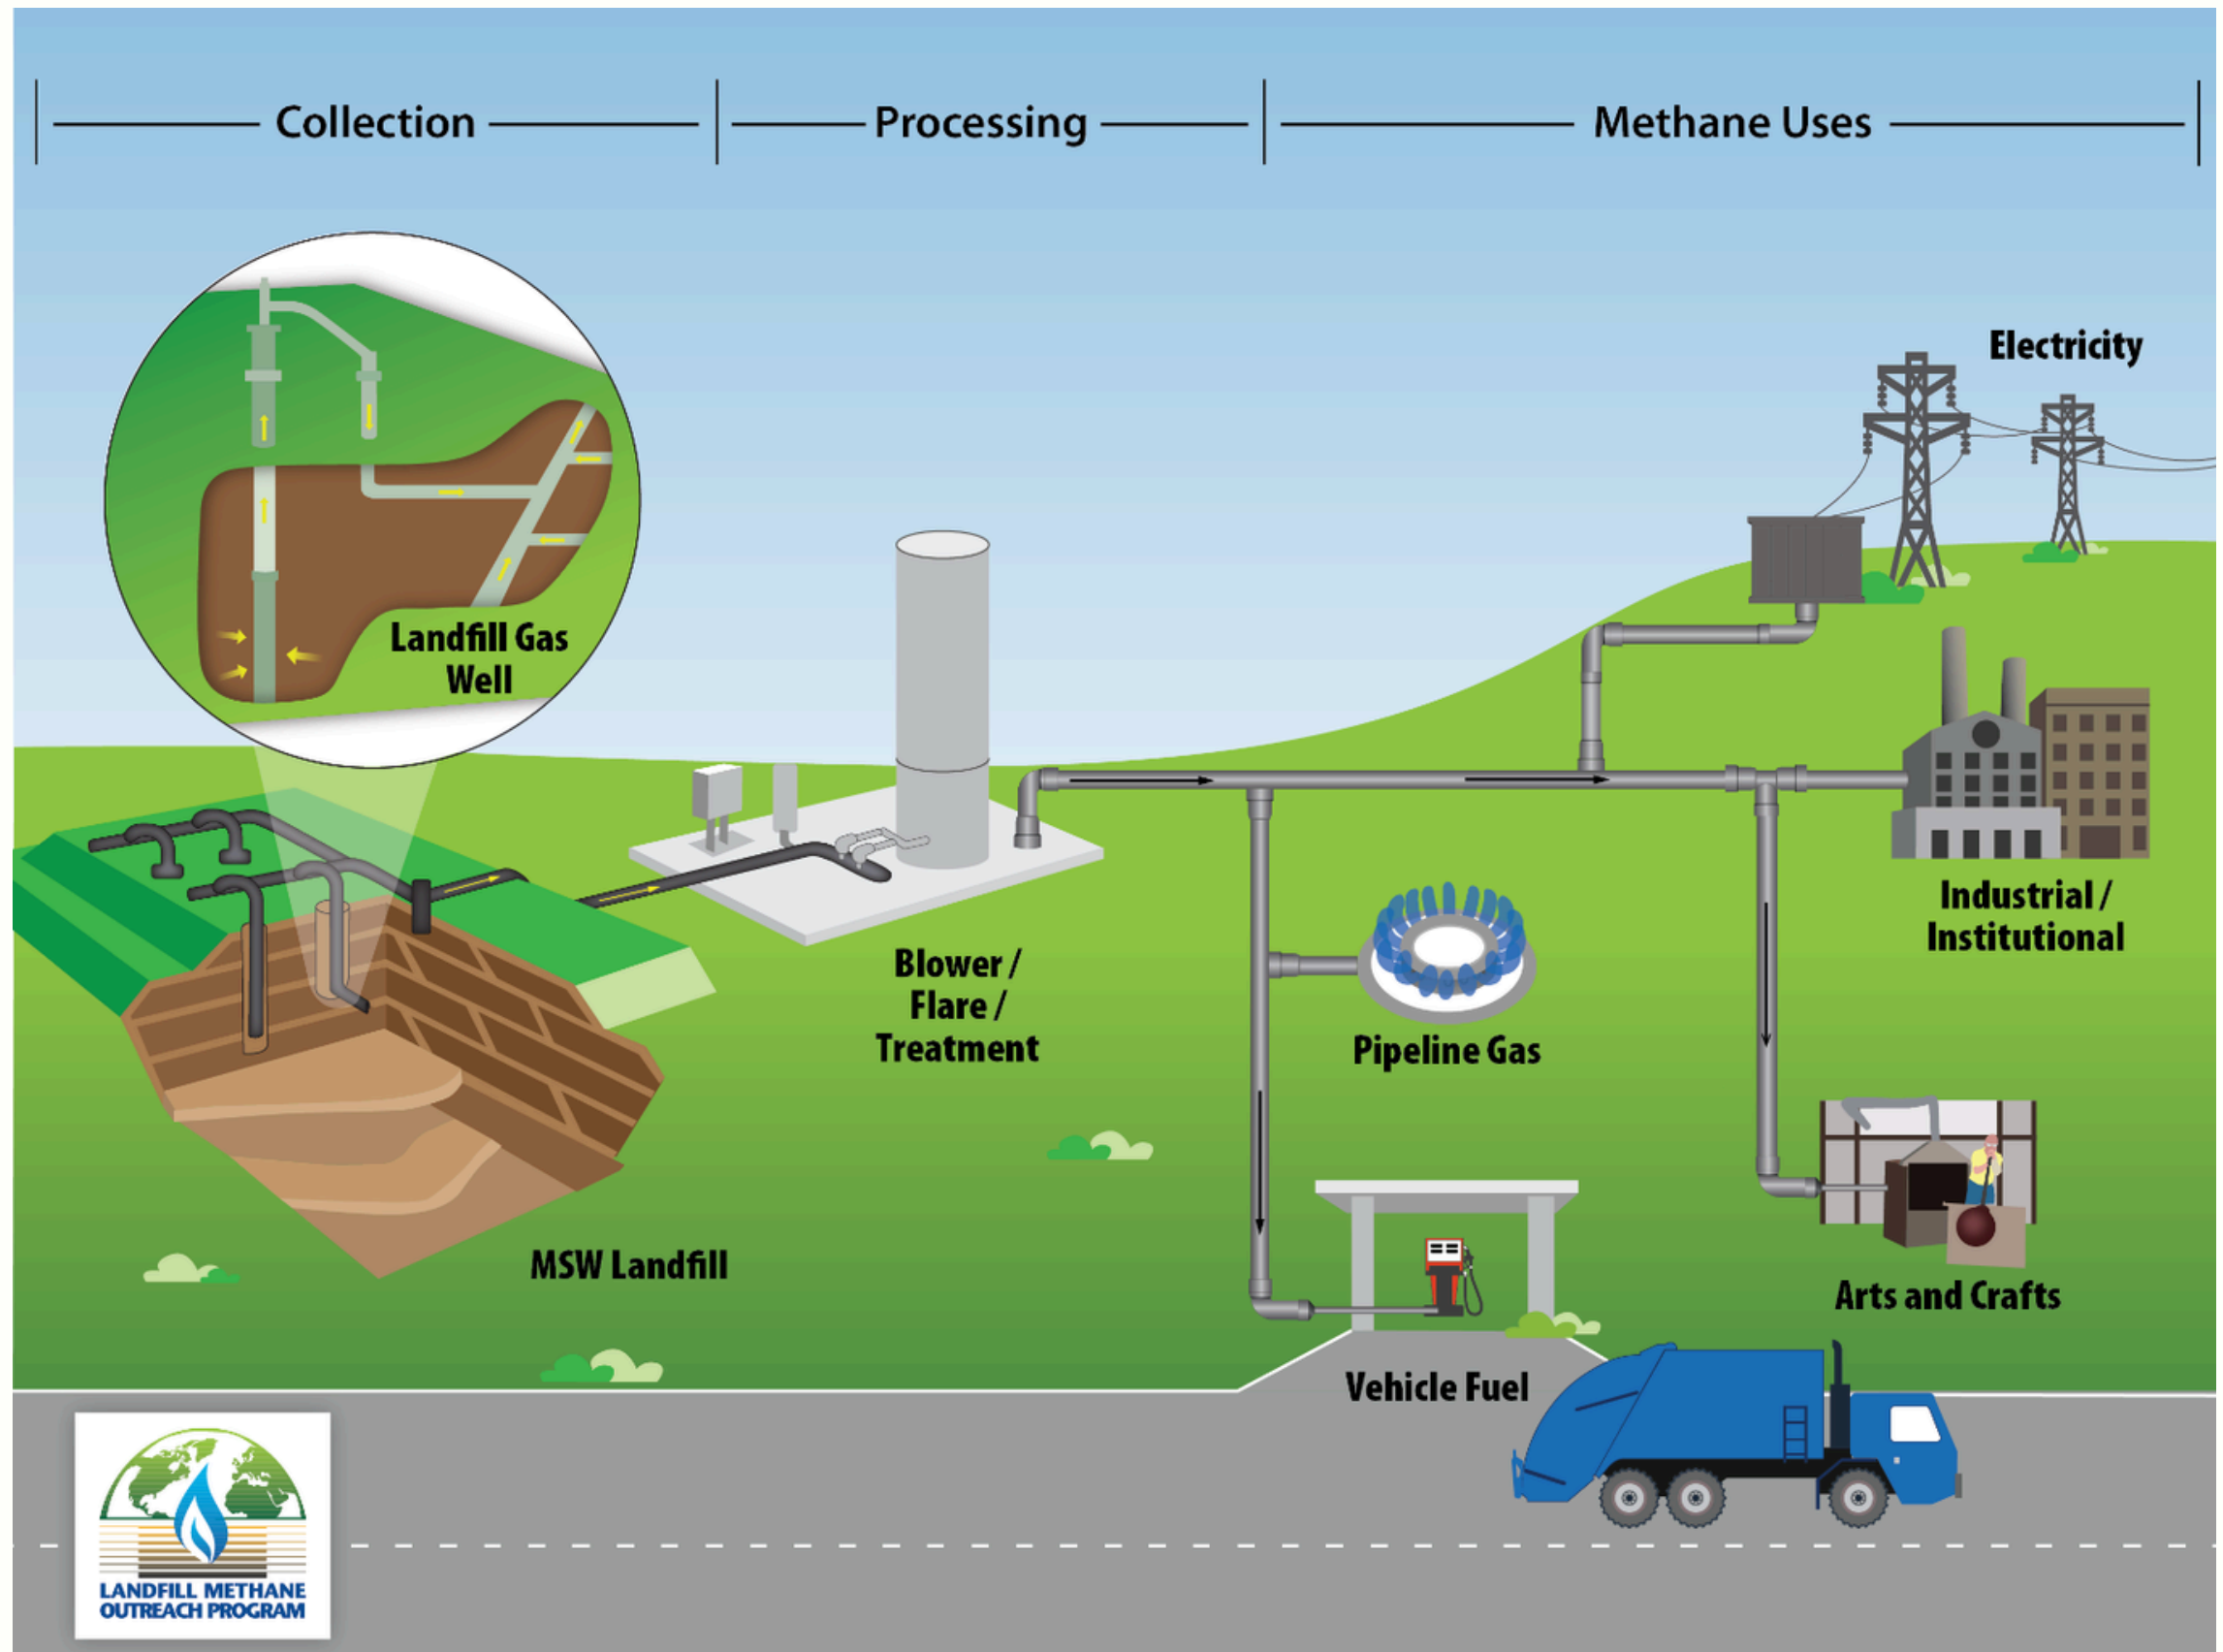 Collection
Processing
Methane Uses
Electricity
Landfill Gas
Well
Industrial /
Institutional
Blower /
Flare /
Treatment
Pipeline Gas
MSW Landfill
Arts and Crafts
Vehicle Fuel
LANDFILL METHANE
OUTREACH PROGRAM